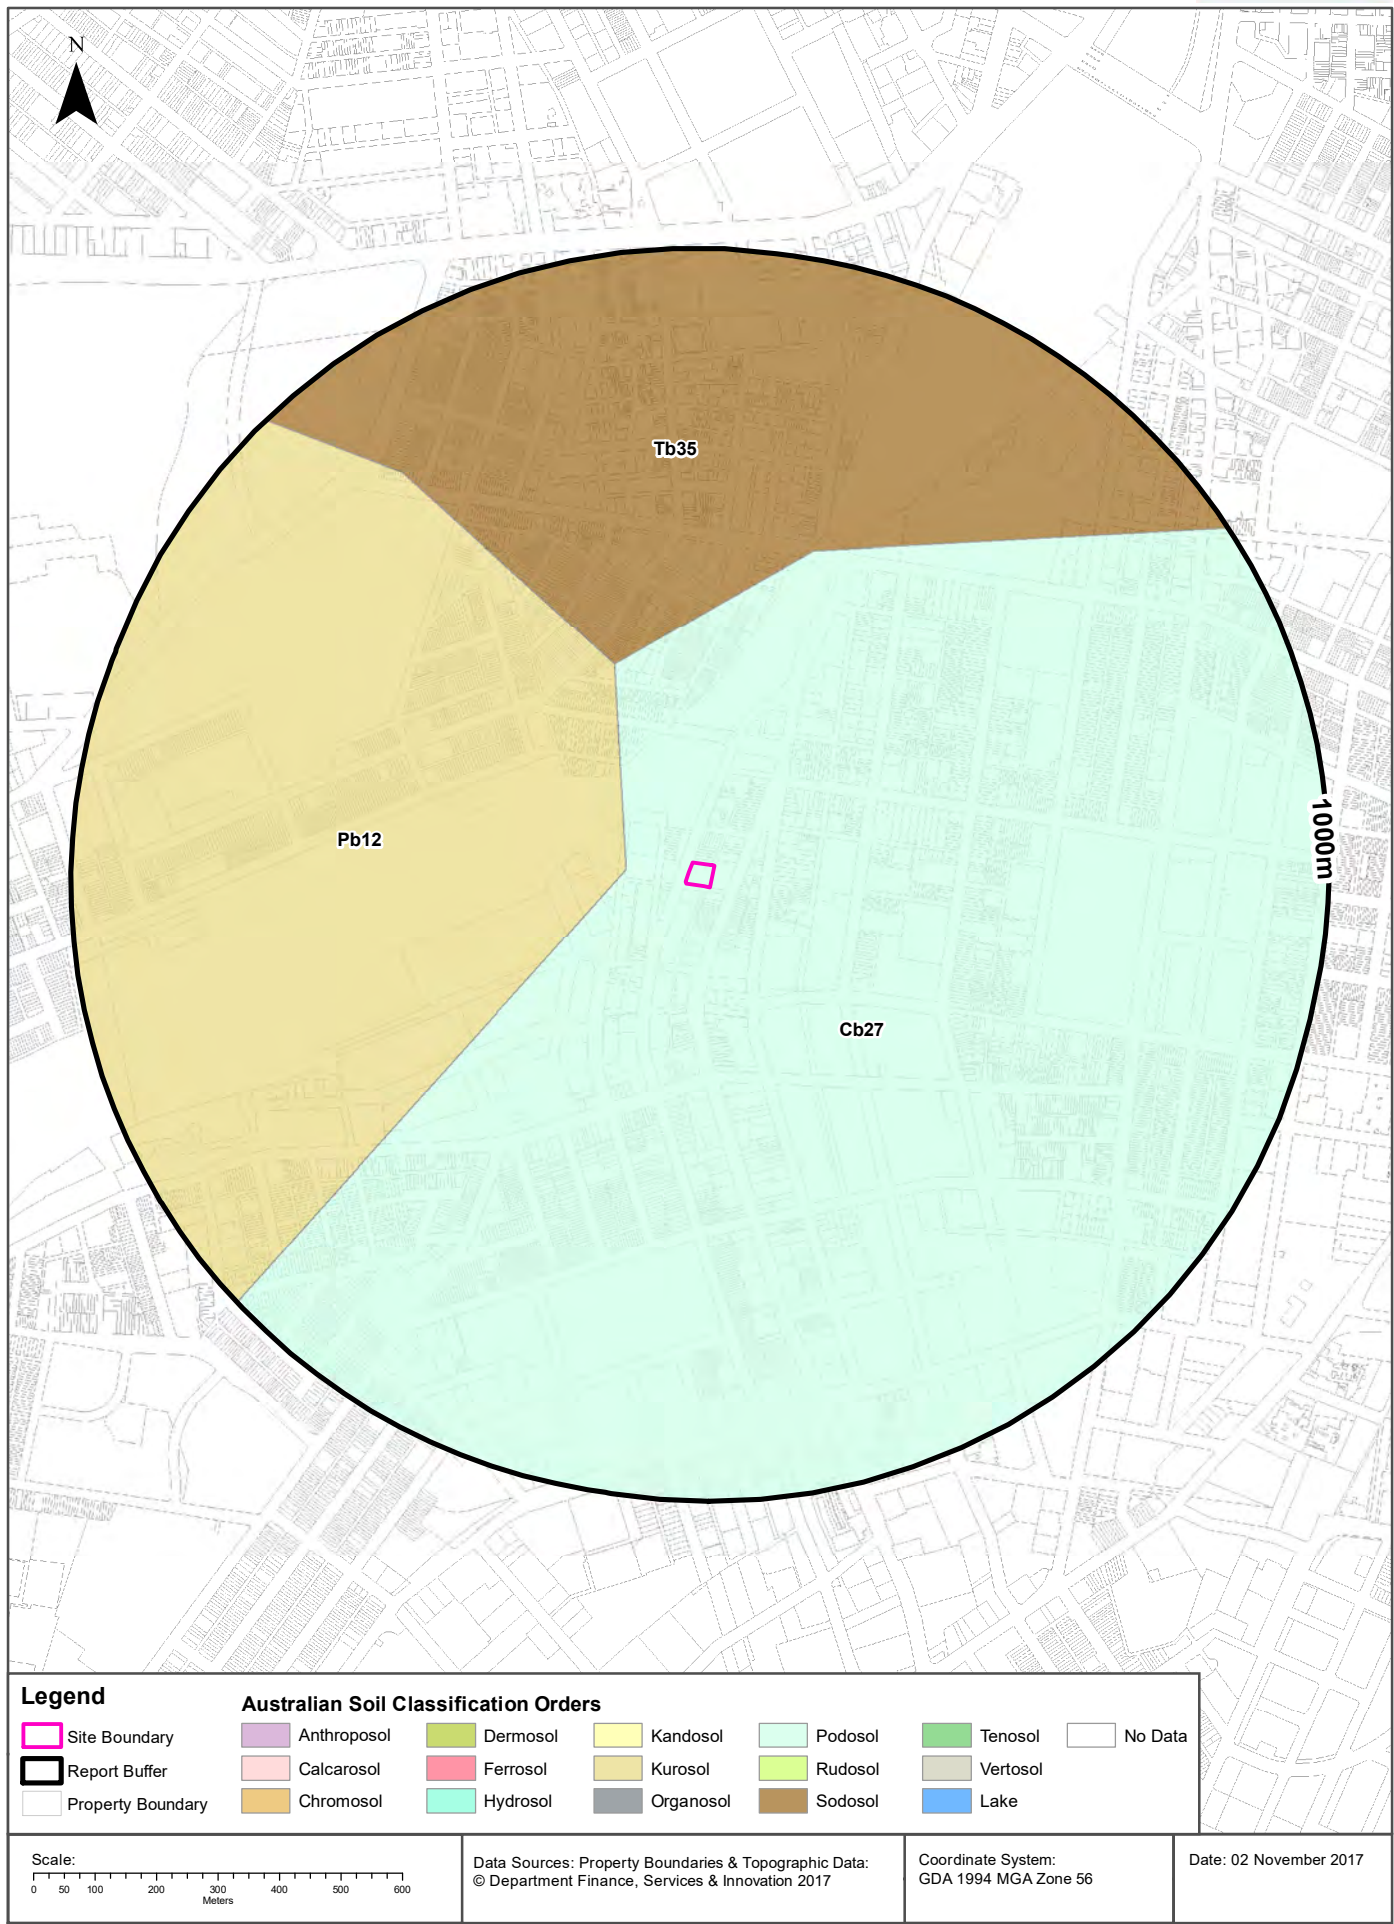 N
Tb35
Pb12
1000m
Cb27
Legend
Site Boundary
Report Buffer
Property Boundary
Australian Soil Classification Orders
Anthroposol
Dermosol
Kandosol
Podosol
Tenosol
No Data
Calcarosol
Ferrosol
Kurosol
Rudosol
Vertosol
Chromosol
Hydrosol
Organosol
Sodosol
Lake
Scale:
0 50 100 200 300 400 500 600
Meters
Data Sources: Property Boundaries & Topographic Data:
© Department Finance, Services & Innovation 2017
Coordinate System:
GDA 1994 MGA Zone 56
Date: 02 November 2017